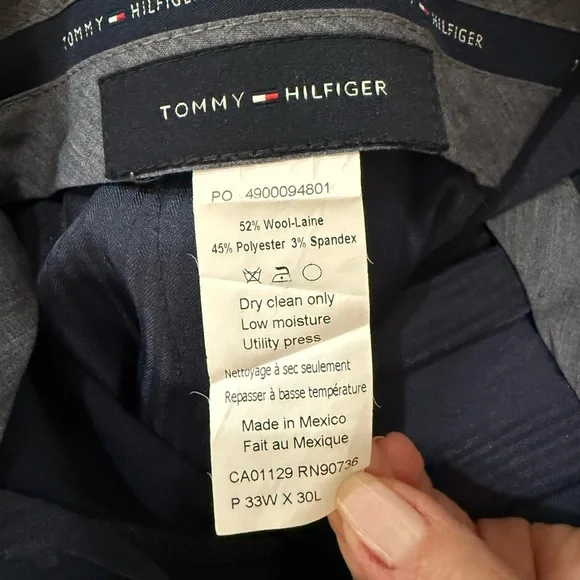 TOMMY HILFIGER
HILFIGER
TOMMY HILFIGER
PO 4900094801
52% Wool-Laine
45% Polyester 3% Spandex
Dry clean only
Low moisture
Utility press
Nettoyage à sec seulement
Repasser à basse température
Made in Mexico
Fait au Mexique
CA01129 RN90736
P 33W X 30L